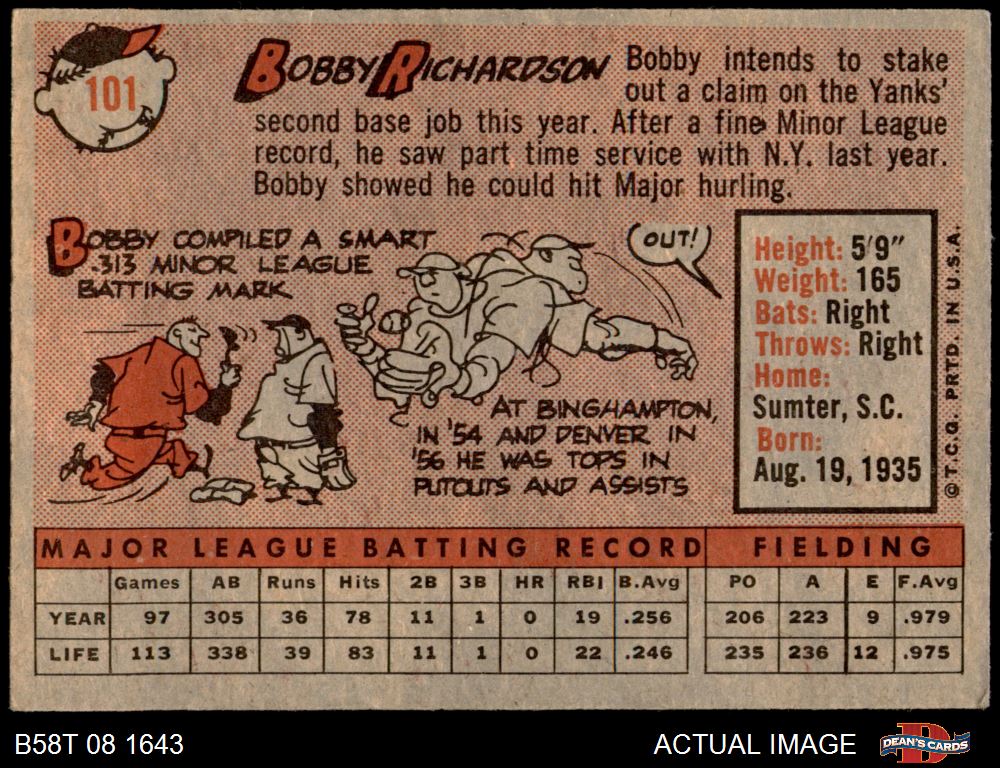 101
BOBBY RICHARDSON
Bobby intends to stake
out a claim on the Yanks'
second base job this year. After a fine Minor League
record, he saw part time service with N.Y. last year.
Bobby showed he could hit Major hurling.
BOBBY COMPILED A SMART
.313 MINOR LEAGUE
BATTING MARK
OUT!
AT BINGHAMPTON,
IN '54 AND DENVER IN
'56 HE WAS TOPS IN
PUTOUTS AND ASSISTS
Height: 5'9"
Weight: 165
Bats: Right
Throws: Right
Home:
Sumter, S.C.
Born:
Aug. 19, 1935
©T.C.G. PRTD. IN U.S.A.
MAJOR LEAGUE BATTING RECORD FIELDING
Games AB Runs Hits 2B 3B HR RBI B.Avg PO A E F.Avg
YEAR 97 305 36 78 11 1 0 19 .256 206 223 9 .979
LIFE 113 338 39 83 11 1 0 22 .246 235 236 12 .975
B58T 08 1643
ACTUAL IMAGE
D
DEAN'S CARDS